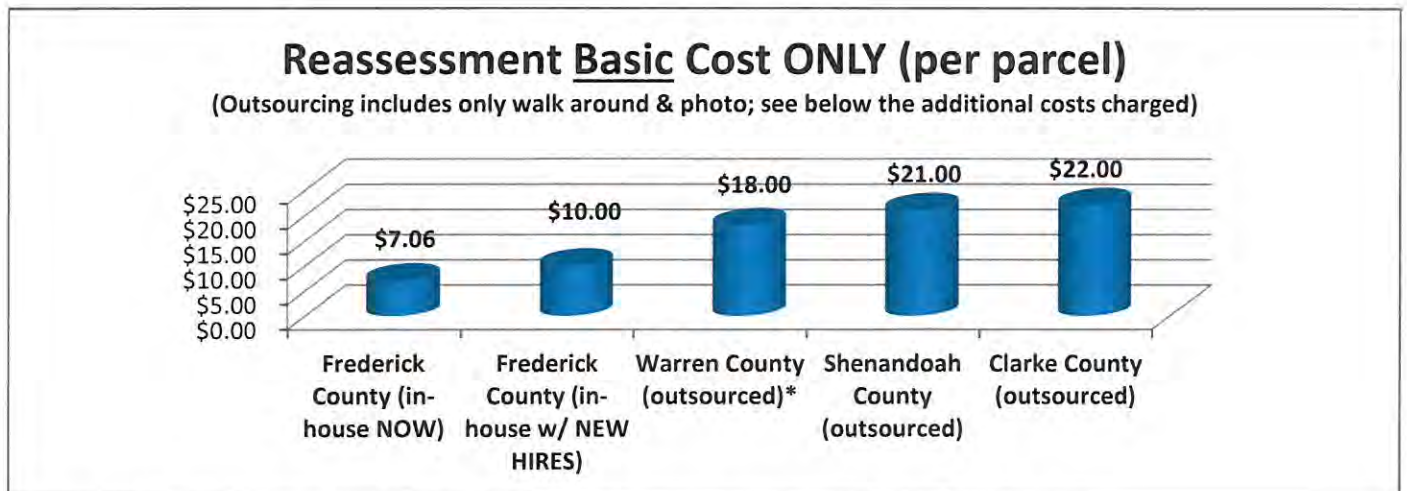 Reassessment Basic Cost ONLY (per parcel)
(Outsourcing includes only walk around & photo; see below the additional costs charged)
$25.00
$20.00
$15.00
$10.00
$5.00
$0.00
$7.06
$10.00
$18.00
$21.00
$22.00
Frederick
County (in-
house NOW)
Frederick
County (in-
house w/ NEW
HIRES)
Warren County
(outsourced)*
Shenandoah
County
(outsourced)
Clarke County
(outsourced)